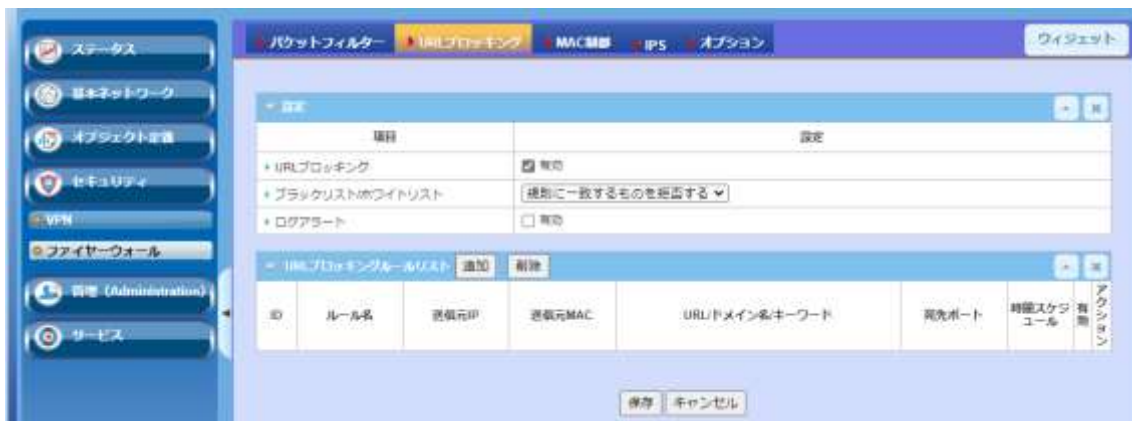 ステータス
基本ネットワーク
オブジェクト定義
セキュリティ
VPN
ファイヤーウォール
管理 (Administration)
サービス
パケットフィルター URLブロッキング MAC制御 IPS オプション
ウィジェット
設定
項目 設定
URLブロッキング 有効
ブラックリスト/ホワイトリスト 規則に一致するものを拒否する
ログアラート 有効
URLブロッキングルールリスト 追加 削除
ID ルール名 送信元IP 送信元MAC URL/ドメイン名/キーワード 宛先ポート 時間スケジュール 有効 アクション
保存 キャンセル